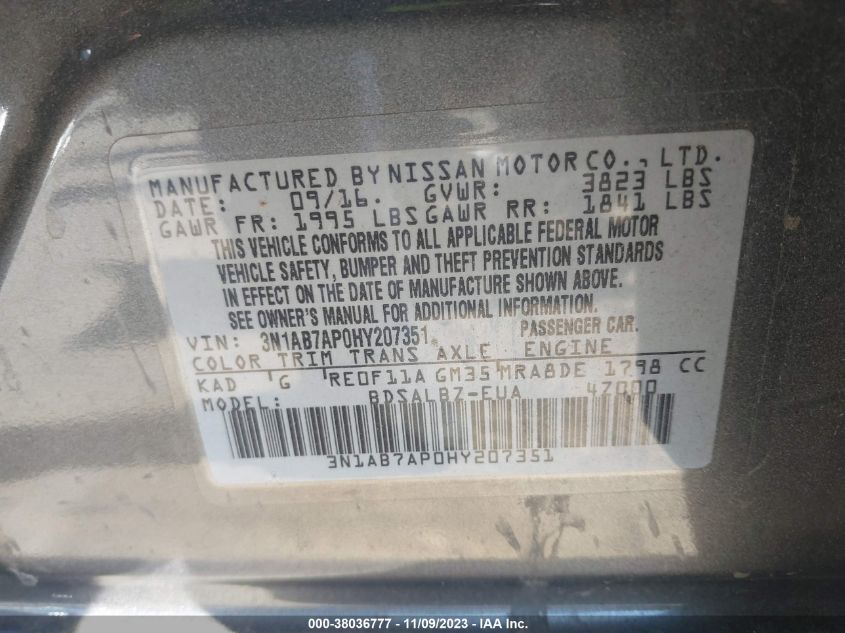 MANUFACTURED BY NISSAN MOTOR CO., LTD.
DATE: 09/16. GVWR: 3823 LBS
GAWR FR: 1995 LBS GAWR RR: 1841 LBS
THIS VEHICLE CONFORMS TO ALL APPLICABLE FEDERAL MOTOR
VEHICLE SAFETY, BUMPER AND THEFT PREVENTION STANDARDS
IN EFFECT ON THE DATE OF MANUFACTURE SHOWN ABOVE.
SEE OWNER'S MANUAL FOR ADDITIONAL INFORMATION.
VIN: 3N1AB7AP0HY207351. PASSENGER CAR.
COLOR TRIM TRANS AXLE ENGINE
KAD G RE0F11A GM35 MRA8DE 1798 CC
MODEL: BDSALBZ-EUA 4Z000
3N1AB7AP0HY207351
000-38036777 - 11/09/2023 - IAA Inc.